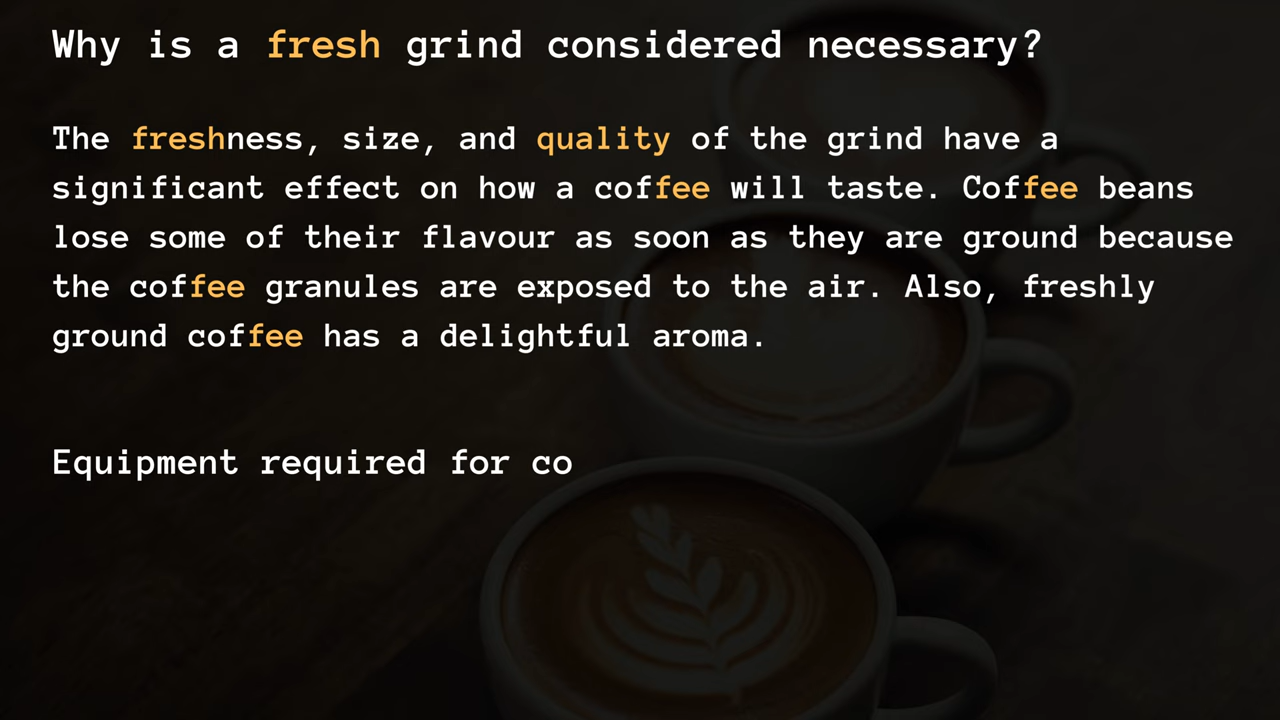 Why is a fresh grind considered necessary?
The freshness, size, and quality of the grind have a
significant effect on how a coffee will taste. Coffee beans
lose some of their flavour as soon as they are ground because
the coffee granules are exposed to the air. Also, freshly
ground coffee has a delightful aroma.
Equipment required for co